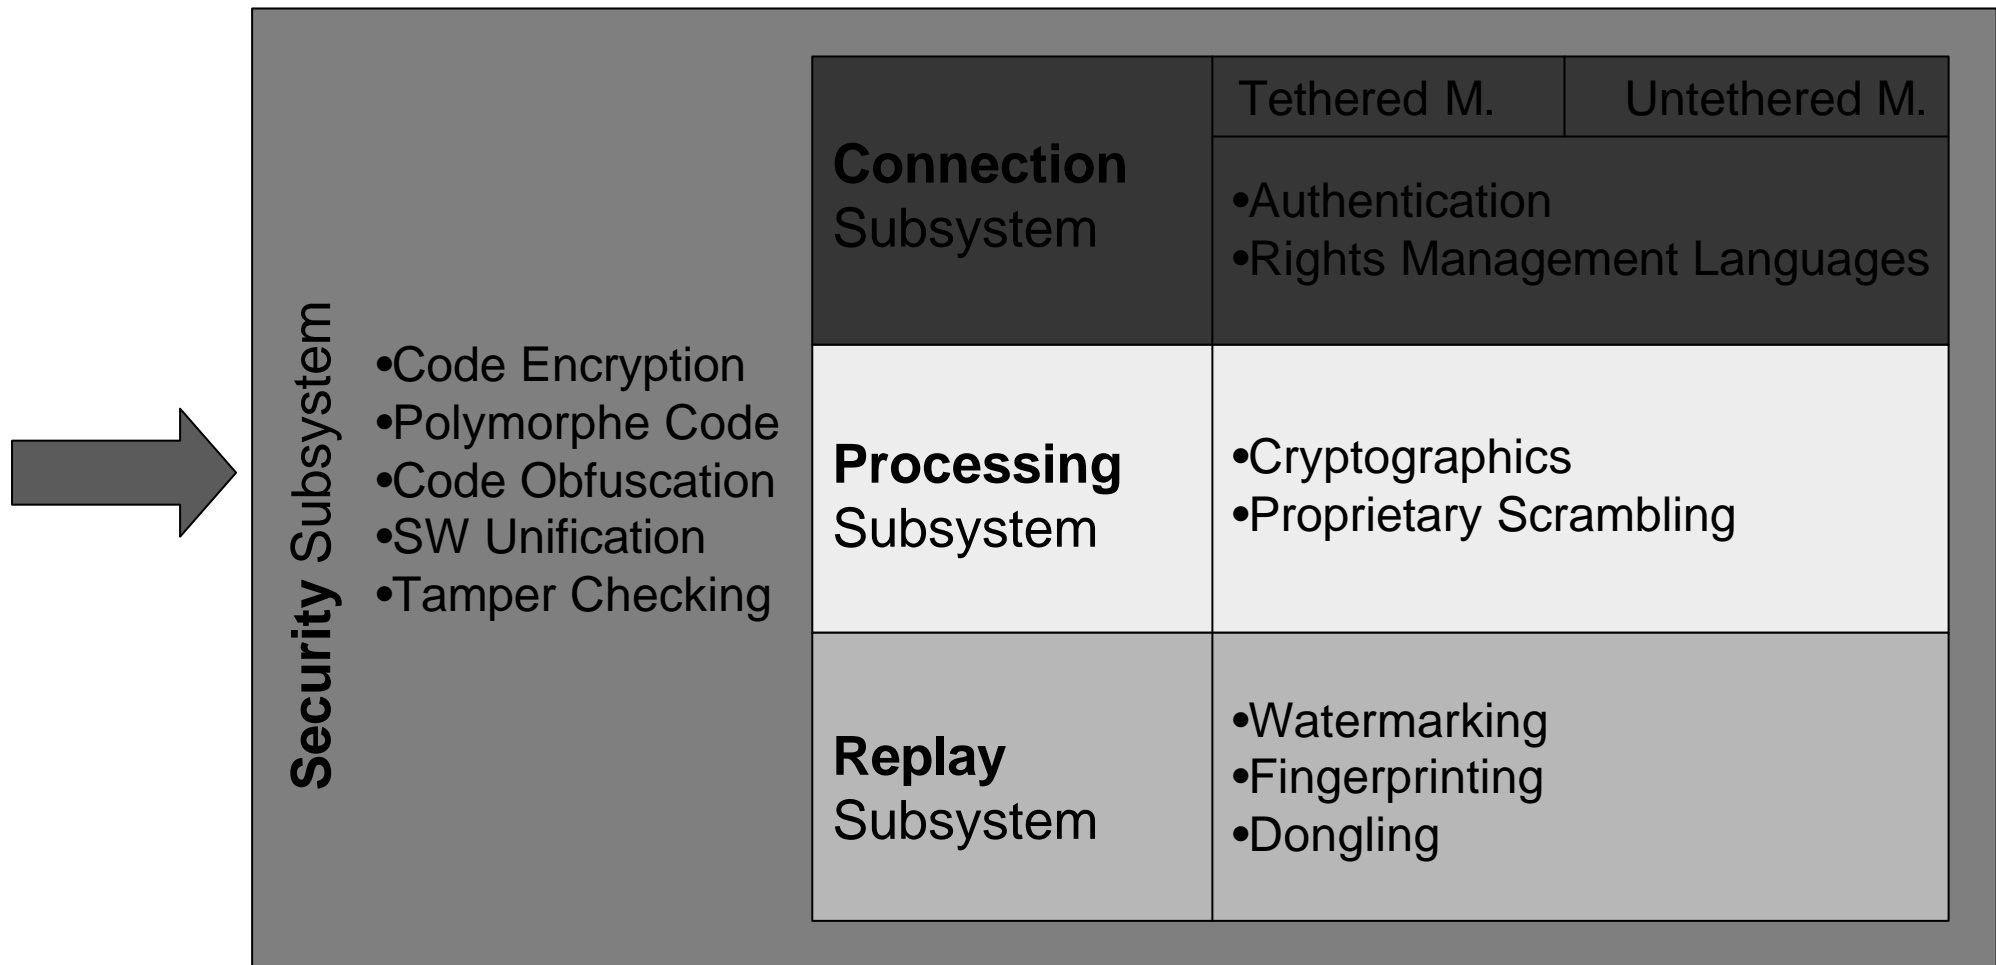 Security Subsystem
•Code Encryption
•Polymorphe Code
•Code Obfuscation
•SW Unification
•Tamper Checking
Connection
Subsystem
Tethered M.
Untethered M.
•Authentication
•Rights Management Languages
Processing
Subsystem
•Cryptographics
•Proprietary Scrambling
Replay
Subsystem
•Watermarking
•Fingerprinting
•Dongling